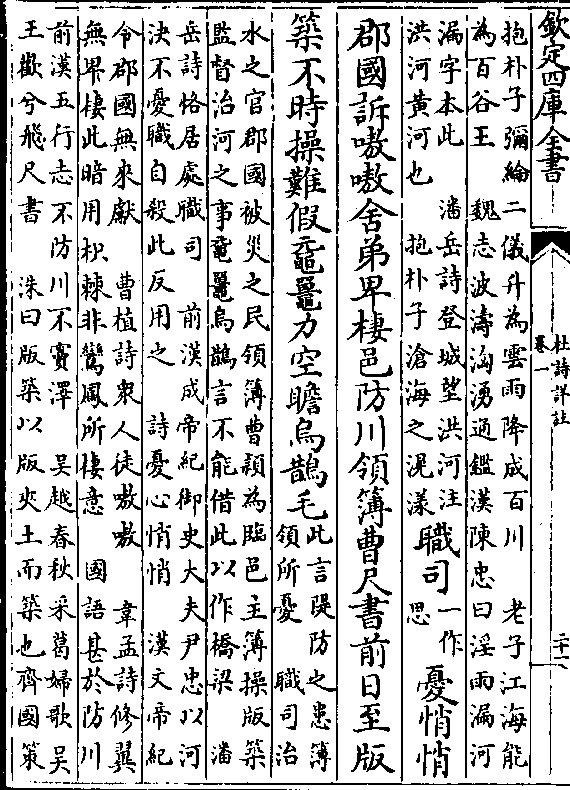 欽定四庫全書
杜詩詳註
卷一
二十一
抱朴子彌綸二儀升為雲雨降成百川 老子江海能
為百谷王 魏志波濤洶湧通鑑漢陳忠曰淫雨漏河
漏字本此 潘岳詩登城望洪河注
洪河黄河也 抱朴子滄海之滉漾
職司一作思憂悄悄
郡國訴嗷嗷舍弟卑棲邑防川領簿曹尺書前日至版
築不時操難假黿鼉力空瞻烏鵲毛
此言隄防之患簿
領所憂 職司治
水之官郡國被災之民領簿曹頴為臨邑主簿操版築
監督治河之事黿鼉烏鵲言不能借此以作橋梁 潘
岳詩恪居處職司 前漢成帝紀御史大夫尹忠以河
決不憂職自殺此反用之 詩憂心悄悄 漢文帝紀
令郡國無來獻 曹植詩衆人徒嗷嗷 韋孟詩修翼
無卑棲此暗用枳棘非鸞鳳所棲意 國語甚於防川
前漢五行志不防川不竇澤 吳越春秋采葛婦歌吳
王歡兮飛尺書 洙曰版築以版夾土而築也齊國策